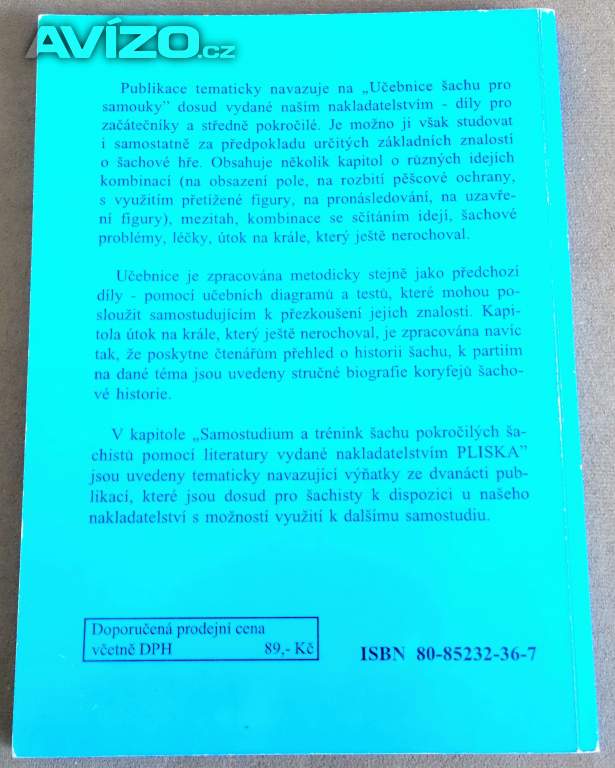 AVÍZO.cz
Publikace tematicky navazuje na „Učebnice šachu pro
samouky” dosud vydané naším nakladatelstvím - díly pro
začátečníky a středně pokročilé. Je možno ji však studovat
i samostatně za předpokladu určitých základních znalostí
o šachové hře. Obsahuje několik kapitol o různých idejích
kombinací (na obsazení pole, na rozbití pěšcové ochrany,
s využitím přetížené figury, na pronásledování, na uzavře-
ní figury), mezitah, kombinace se sčítáním idejí, šachové
problémy, léčky, útok na krále, který ještě nerochoval.
Učebnice je zpracována metodicky stejně jako předchozí
díly - pomocí učebních diagramů a testů, které mohou po-
sloužit samostudujícím k přezkoušení jejich znalostí. Kapi-
tola útok na krále, který ještě nerochoval, je zpracována navíc
tak, že poskytne čtenářům přehled o historii šachu, k partiím
na dané téma jsou uvedeny stručné biografie koryfejů šacho-
vé historie.
V kapitole „Samostudium a trénink šachu pokročilých ša-
chistů pomocí literatury vydané nakladatelstvím PLISKA”
jsou uvedeny tematicky navazující výňatky ze dvanácti pub-
likací, které jsou dosud pro šachisty k dispozici u našeho
nakladatelství s možností využití k dalšímu samostudiu.
Doporučená prodejní cena
včetně DPH 89,- Kč
ISBN 80-85232-36-7